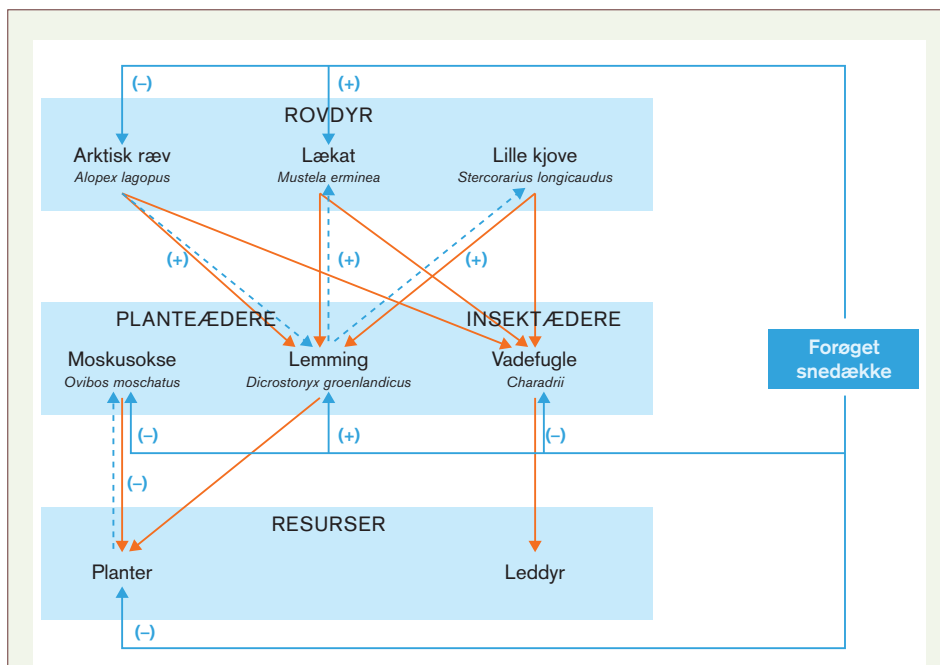 (–)
(+)
ROVDYR
Arktisk ræv
Alopex lagopus
Lækat
Mustela erminea
Lille kjove
Stercorarius longicaudus
(+)
(+)
(+)
PLANTEÆDERE
INSEKTÆDERE
Moskusokse
Ovibos moschatus
Lemming
Dicrostonyx groenlandicus
Vadefugle
Charadrii
Forøget
snedække
(–)
(+)
(–)
(–)
RESURSER
Planter
Leddyr
(–)